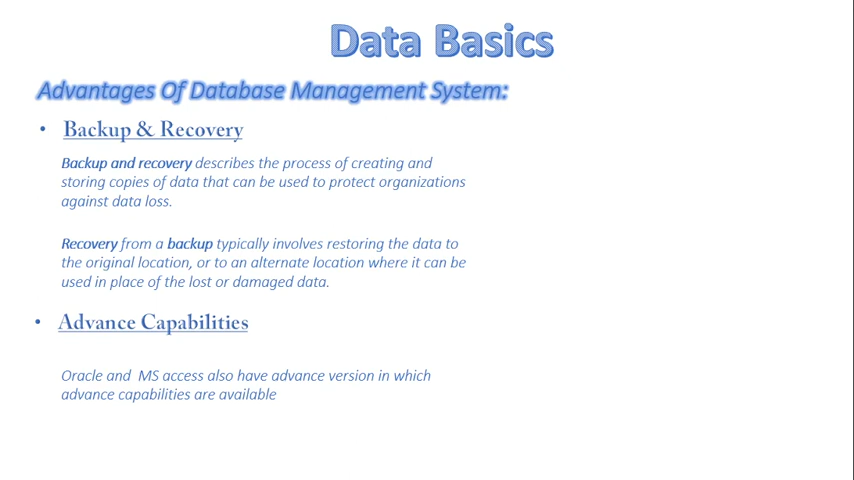 Data Basics
Advantages Of Database Management System:
• Backup & Recovery
Backup and recovery describes the process of creating and
storing copies of data that can be used to protect organizations
against data loss.
Recovery from a backup typically involves restoring the data to
the original location, or to an alternate location where it can be
used in place of the lost or damaged data.
• Advance Capabilities
Oracle and  MS access also have advance version in which
advance capabilities are available